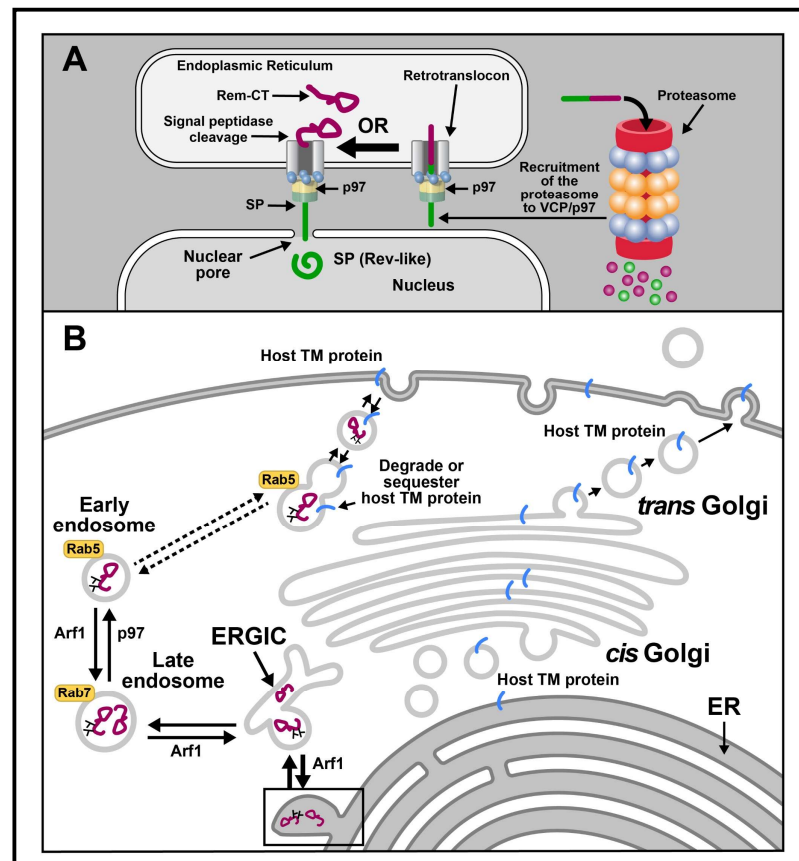 A
Endoplasmic Reticulum
Rem-CT
Signal peptidase
cleavage
OR
Retrotranslocon
Proteasome
p97
p97
SP
Recruitment
of the
proteasome
to VCP/p97
Nuclear
pore
SP (Rev-like)
Nucleus
B
Host TM protein
Host TM protein
Rab5
Degrade or
sequester
host TM protein
trans Golgi
Early
endosome
Rab5
Arf1
p97
ERGIC
cis Golgi
Late
endosome
Rab7
Host TM protein
ER
Arf1
Arf1